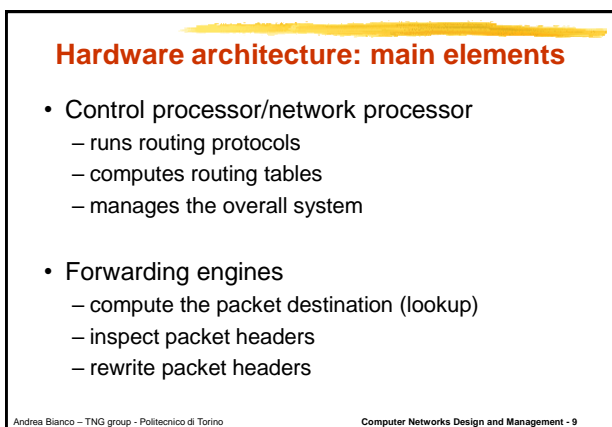 Hardware architecture: main elements
• Control processor/network processor
– runs routing protocols
– computes routing tables
– manages the overall system
• Forwarding engines
– compute the packet destination (lookup)
– inspect packet headers
– rewrite packet headers
Andrea Bianco – TNG group - Politecnico di Torino
Computer Networks Design and Management - 9